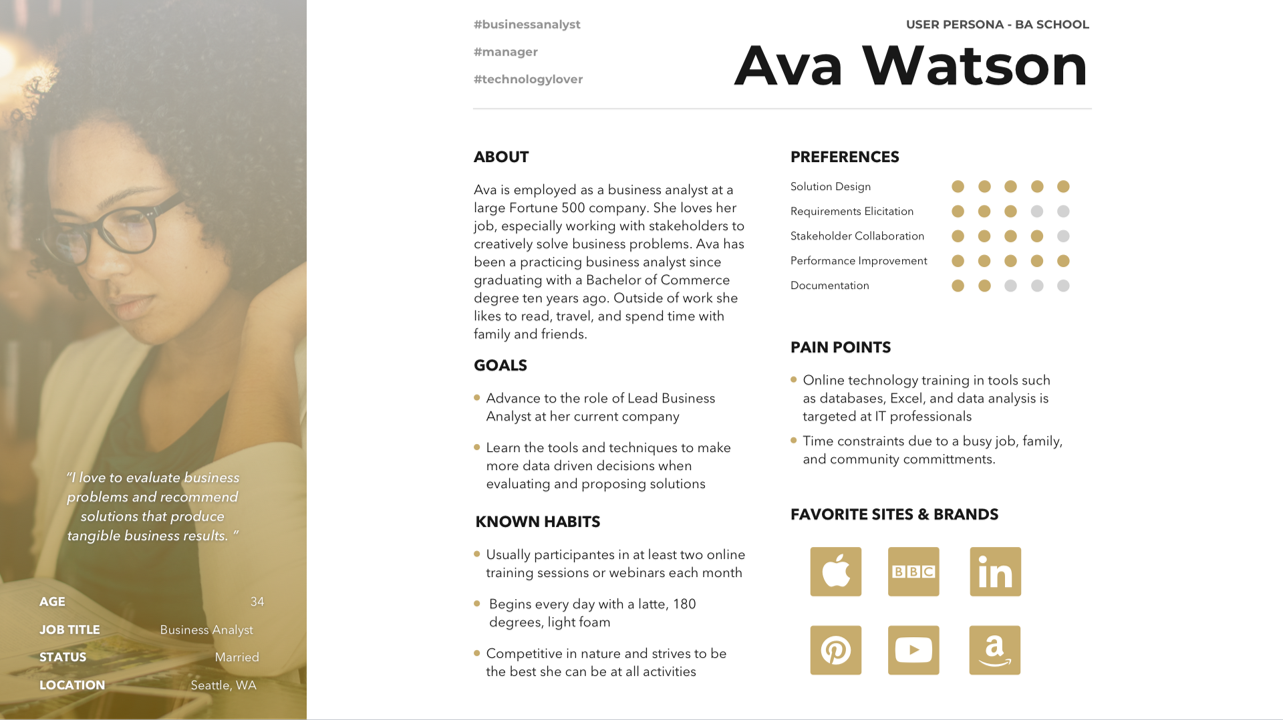 #businessanalyst
#manager
#technologylover
USER PERSONA - BA SCHOOL
Ava Watson
ABOUT
Ava is employed as a business analyst at a
large Fortune 500 company. She loves her
job, especially working with stakeholders to
creatively solve business problems. Ava has
been a practicing business analyst since
graduating with a Bachelor of Commerce
degree ten years ago. Outside of work she
likes to read, travel, and spend time with
family and friends.
GOALS
Advance to the role of Lead Business
Analyst at her current company
Learn the tools and techniques to make
more data driven decisions when
evaluating and proposing solutions
KNOWN HABITS
Usually participantes in at least two online
training sessions or webinars each month
Begins every day with a latte, 180
degrees, light foam
Competitive in nature and strives to be
the best she can be at all activities
PREFERENCES
Solution Design
Requirements Elicitation
Stakeholder Collaboration
Performance Improvement
Documentation
PAIN POINTS
Online technology training in tools such
as databases, Excel, and data analysis is
targeted at IT professionals
Time constraints due to a busy job, family,
and community committments.
FAVORITE SITES & BRANDS
BBC
in
a
"I love to evaluate business
problems and recommend
solutions that produce
tangible business results. "
AGE 34
JOB TITLE Business Analyst
STATUS Married
LOCATION Seattle, WA